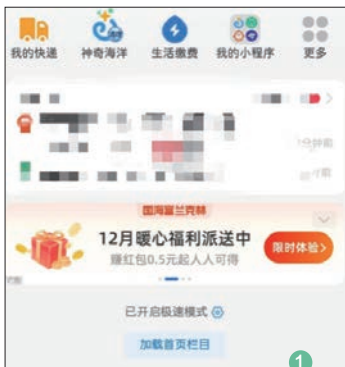 我的快递 神奇海洋 生活缴费 我的小程序 更多
国海富兰克林
12月暖心福利派送中
赚红包0.5元起人人可得
限时体验>
已开启极速模式
加载首页栏目
1